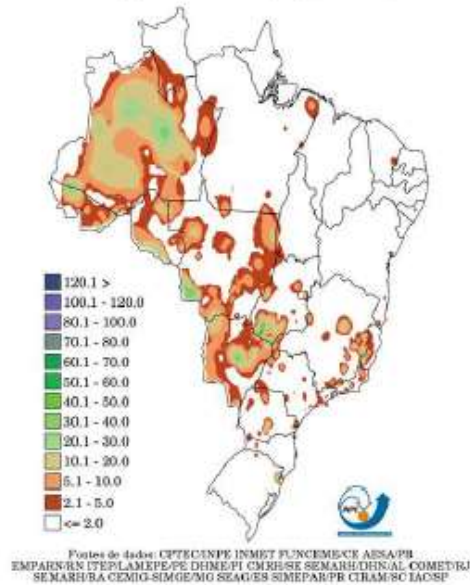 120.1 >
100.1 - 120.0
80.1 - 100.0
70.1 - 80.0
60.1 - 70.0
50.1 - 60.0
40.1 - 50.0
30.1 - 40.0
20.1 - 30.0
10.1 - 20.0
5.1 - 10.0
2.1 - 5.0
<= 2.0
Fontes de dados: CPTEC/INPE INMET FUNCEME/CE AESA/PB
EMPARN/RN ITEP/LAMEPE/PE DHME/PI CMRH/SE SEMARH/DHN/AL COMET/RJ
SEMARH/BA CEMIG-SIMGE/MG SEAG/ES SIMEPAR/PR CIRAM/SC IAC/SP